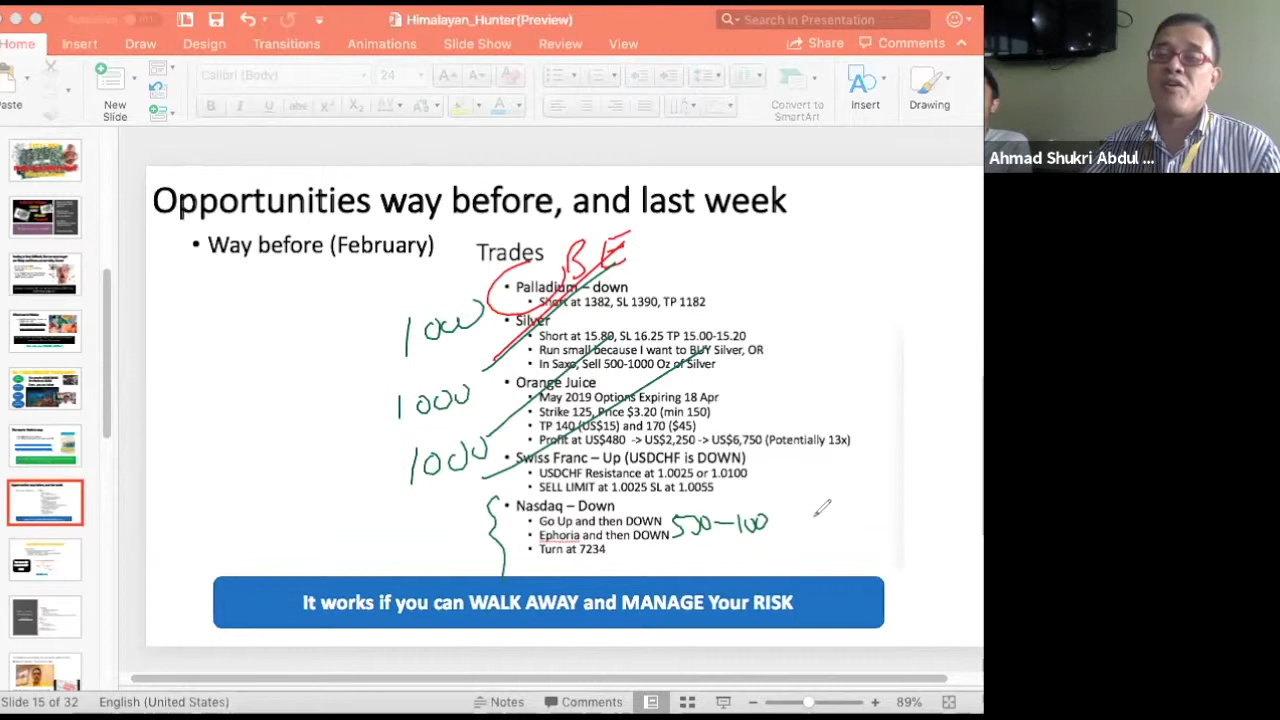 Himalayan_Hunter(Preview)
Search in Presentation
Home Insert Draw Design Transitions Animations Slide Show Review View
Share Comments
Calibri (Body) 24
Paste
New Slide
Convert to SmartArt
Insert
Drawing
Ahmad Shukri Abdul ...
Opportunities way before, and last week
• Way before (February)
Trades
BE
• Palladium – down
• Short at 1382, SL 1390, TP 1182
1000
• Silver
• Short at 15.80, SL 16.25 TP 15.00-15.20
• Run small because I want to BUY Silver, OR
• In Saxo, Sell 500-1000 Oz of Silver
1000
• Orange Juice
• May 2019 Options Expiring 18 Apr
• Strike 125, Price $3.20 (min 150)
• TP 140 (US$15) and 170 ($45)
• Profit at US$480 -> US$2,250 -> US$6,750 (Potentially 13x)
1000
• Swiss Franc – Up (USDCHF is DOWN)
• USDCHF Resistance at 1.0025 or 1.0100
• SELL LIMIT at 1.0025 SL at 1.0055
• Nasdaq – Down
• Go Up and then DOWN
500-100
• Ephoria and then DOWN
• Turn at 7234
It works if you can WALK AWAY and MANAGE Your RISK
Slide 15 of 32 English (United States)
Notes Comments
89%